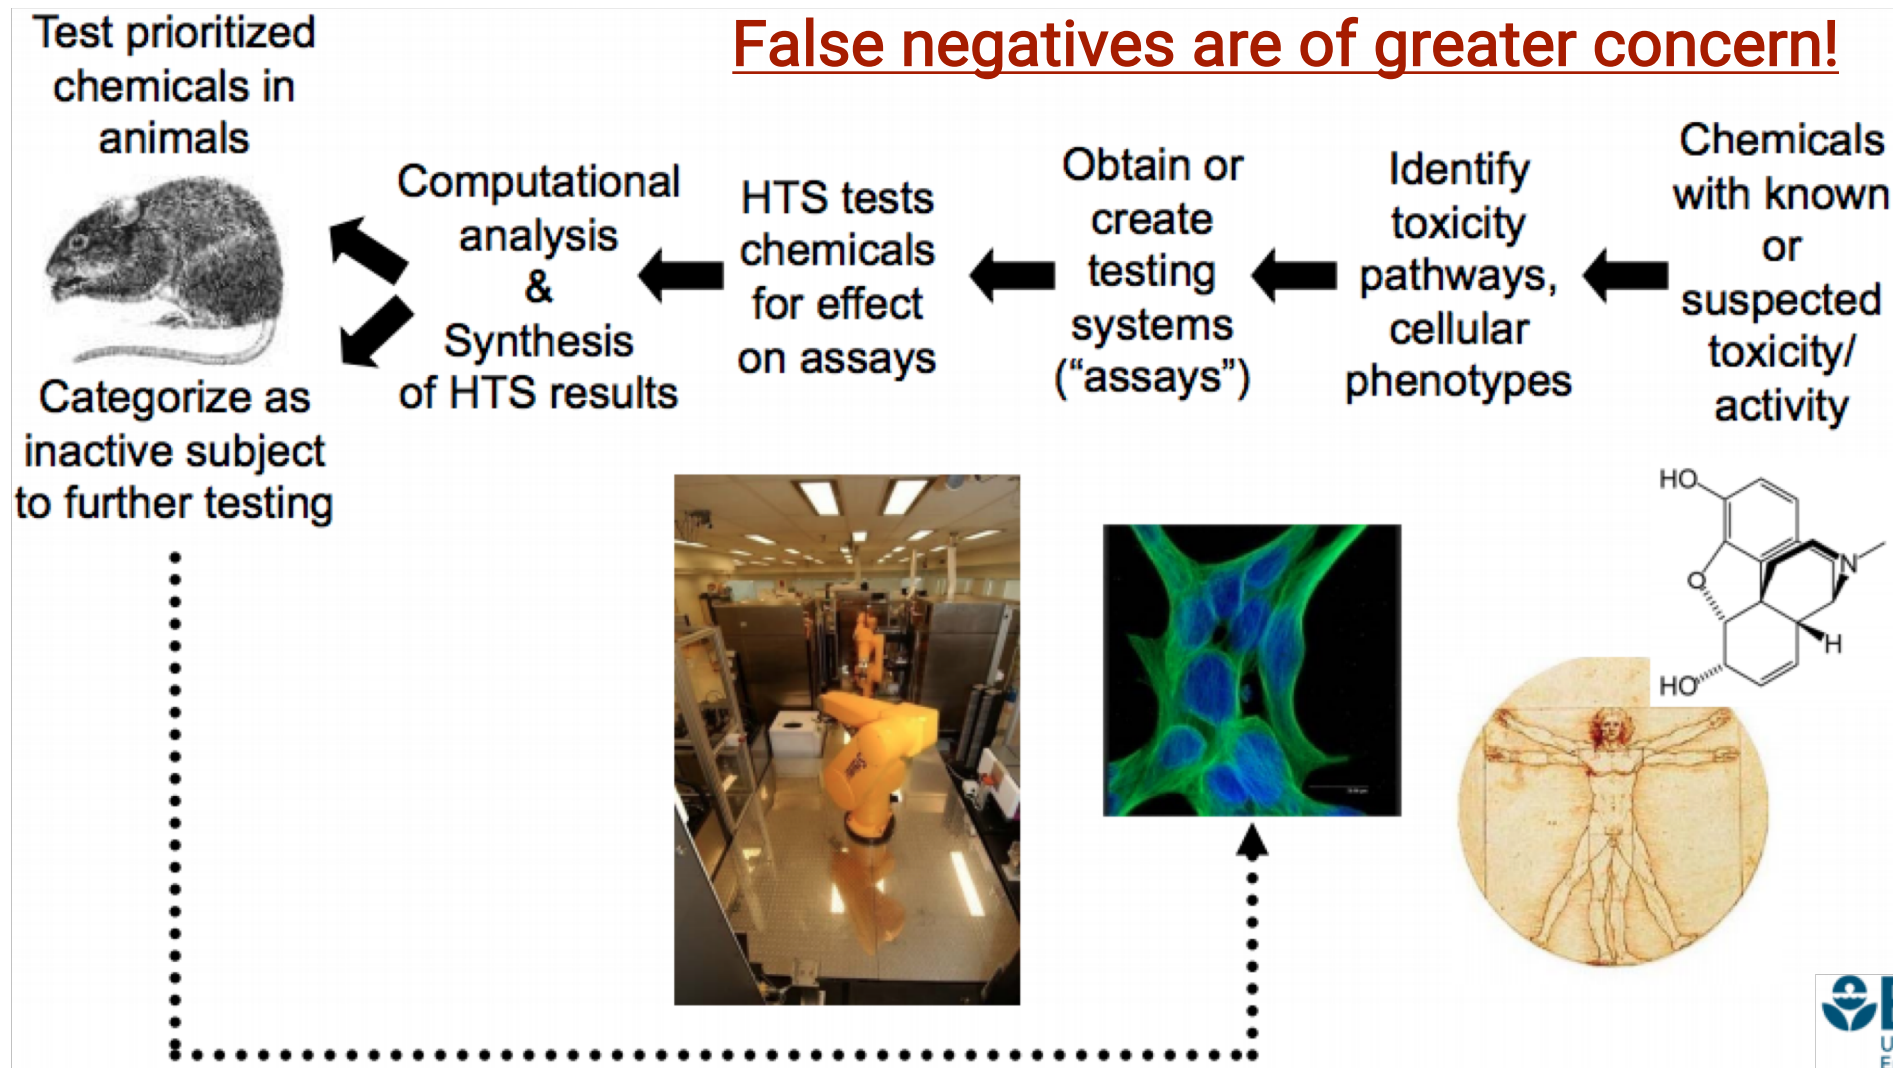 False negatives are of greater concern!
Test prioritized
chemicals in
animals
Categorize as
inactive subject
to further testing
Computational
analysis
&
Synthesis
of HTS results
HTS tests
chemicals
for effect
on assays
Obtain or
create
testing
systems
(“assays”)
Identify
toxicity
pathways,
cellular
phenotypes
Chemicals
with known
or
suspected
toxicity/
activity
HO
O
N
H
HO